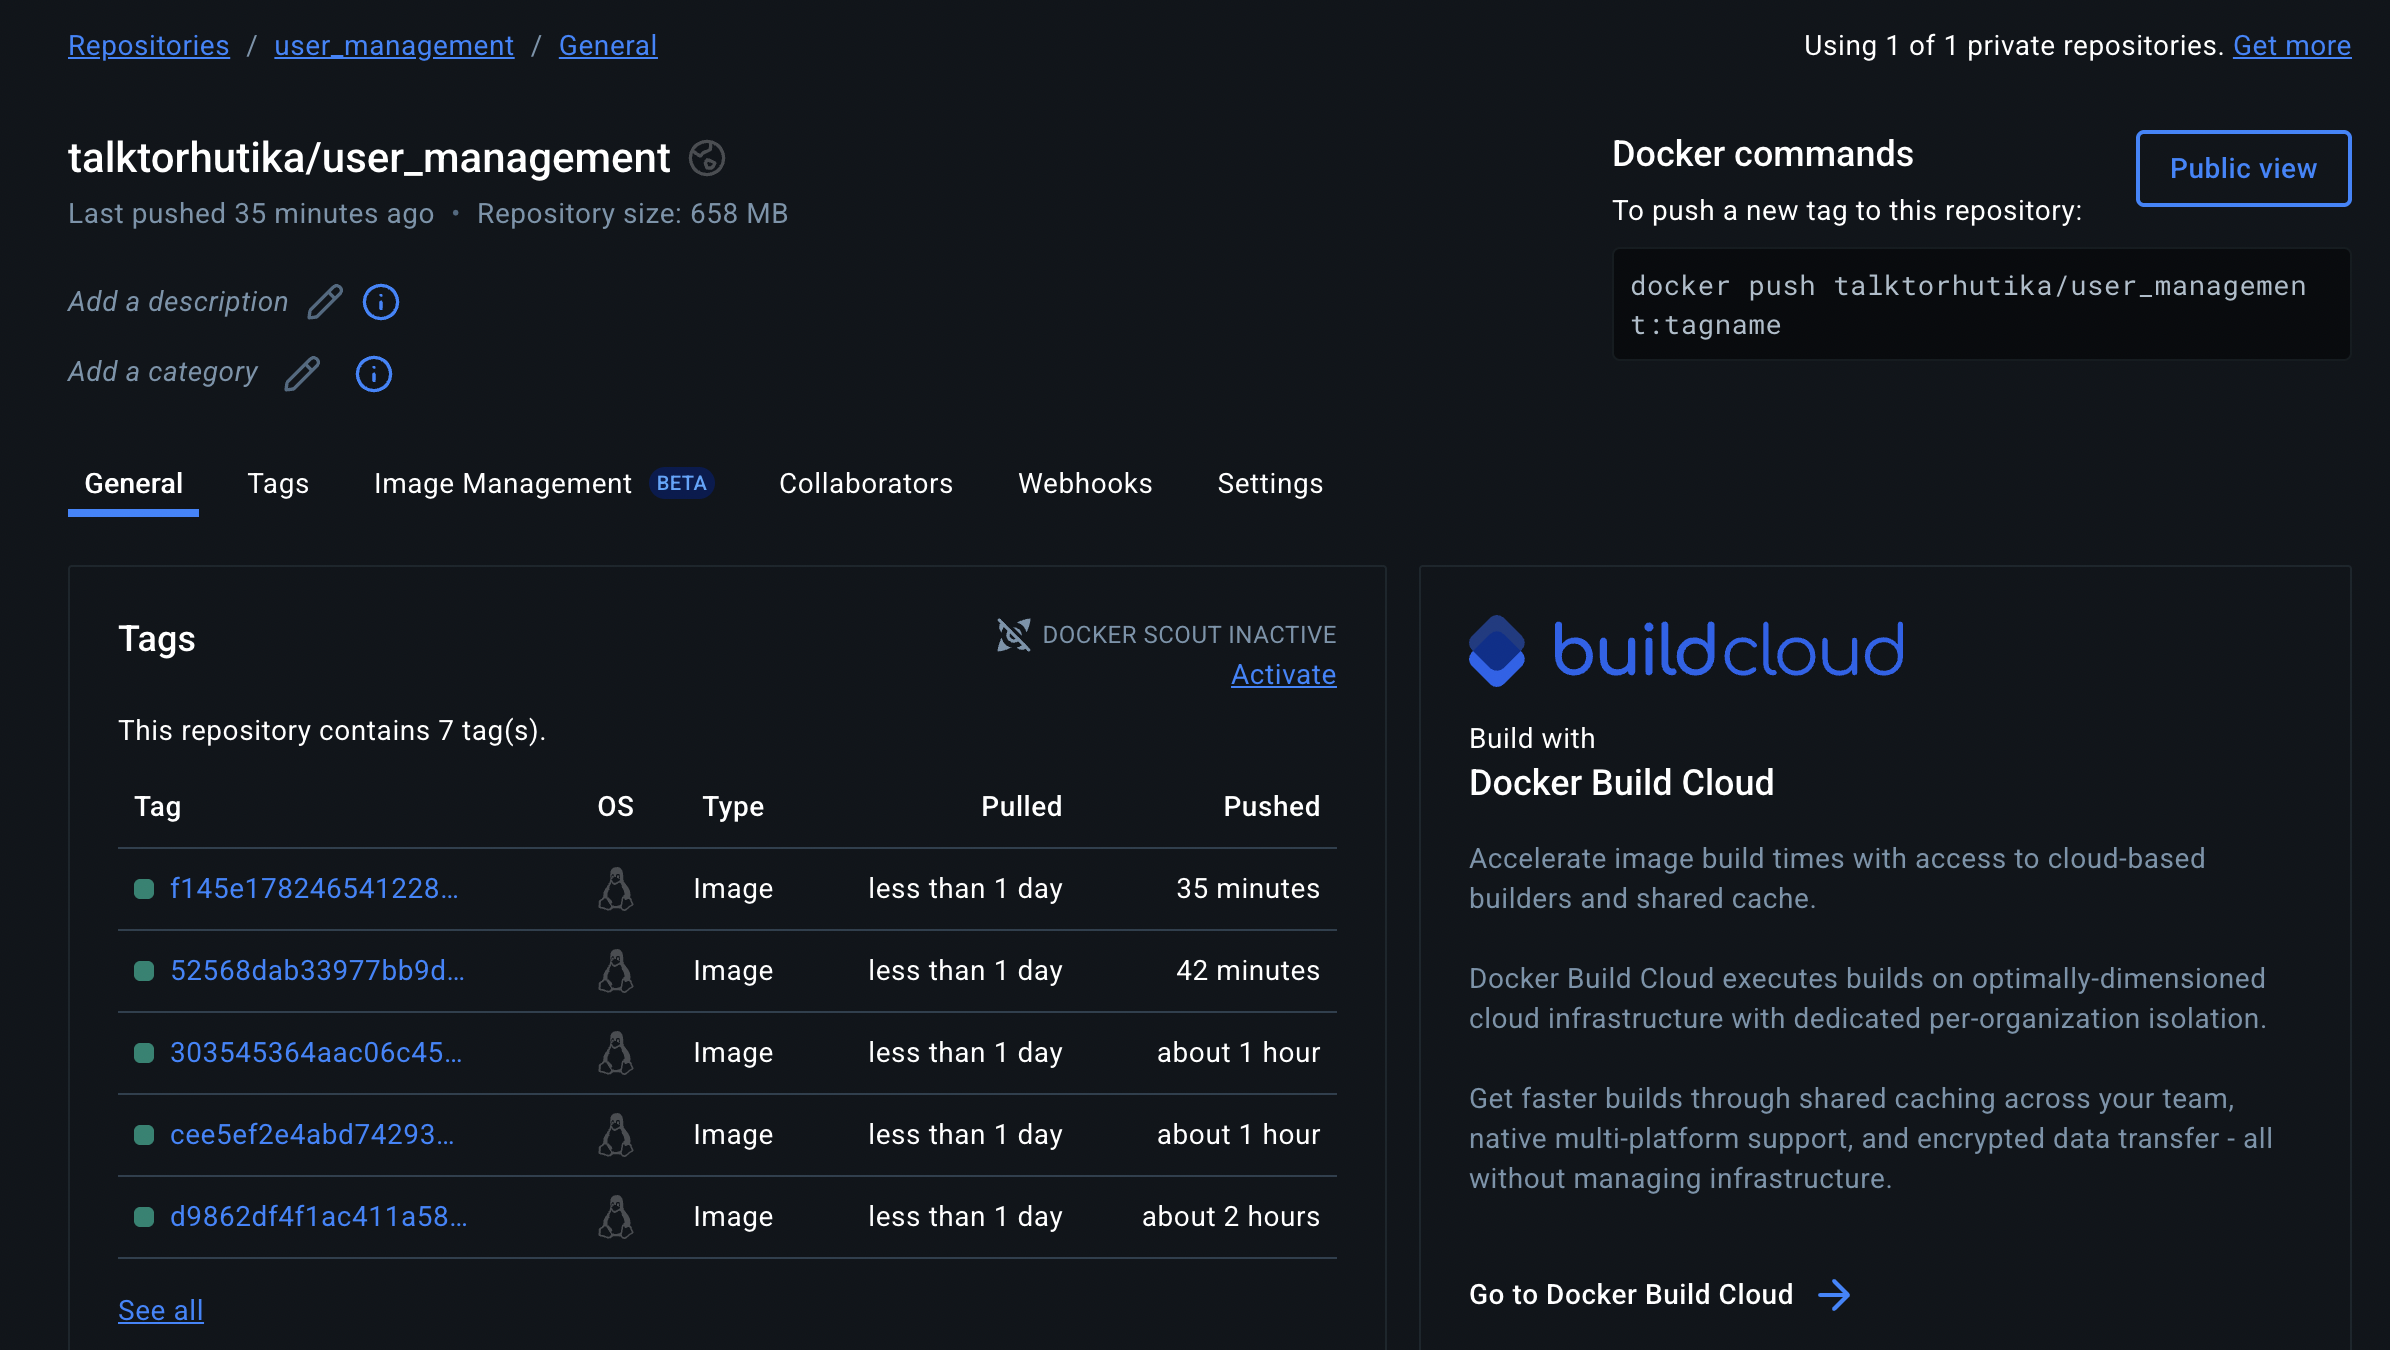 Repositories / user_management / General
Using 1 of 1 private repositories. Get more
talktorhutika/user_management
Last pushed 35 minutes ago • Repository size: 658 MB
Add a description
Add a category
Docker commands
Public view
To push a new tag to this repository:
docker push talktorhutika/user_managemen
t:tagname
General Tags Image Management BETA Collaborators Webhooks Settings
Tags
DOCKER SCOUT INACTIVE
Activate
This repository contains 7 tag(s).
Tag OS Type Pulled Pushed
f145e178246541228... Image less than 1 day 35 minutes
52568dab33977bb9d... Image less than 1 day 42 minutes
303545364aac06c45... Image less than 1 day about 1 hour
cee5ef2e4abd74293... Image less than 1 day about 1 hour
d9862df4f1ac411a58... Image less than 1 day about 2 hours
See all
buildcloud
Build with
Docker Build Cloud
Accelerate image build times with access to cloud-based
builders and shared cache.
Docker Build Cloud executes builds on optimally-dimensioned
cloud infrastructure with dedicated per-organization isolation.
Get faster builds through shared caching across your team,
native multi-platform support, and encrypted data transfer - all
without managing infrastructure.
Go to Docker Build Cloud